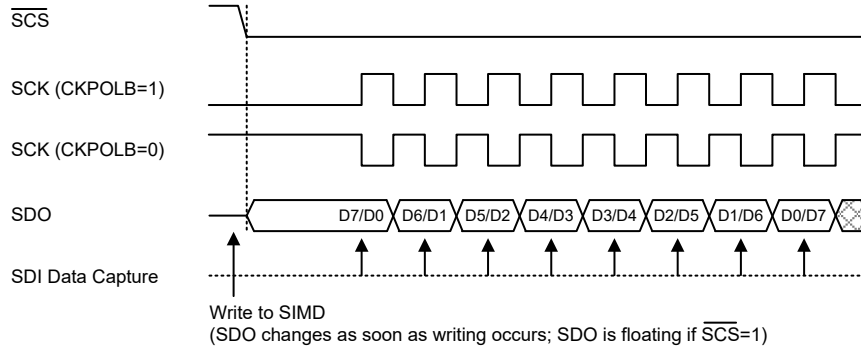 SCS
SCK (CKPOLB=1)
SCK (CKPOLB=0)
SDO
D7/D0 D6/D1 D5/D2 D4/D3 D3/D4 D2/D5 D1/D6 D0/D7
SDI Data Capture
Write to SIMD
(SDO changes as soon as writing occurs; SDO is floating if SCS=1)